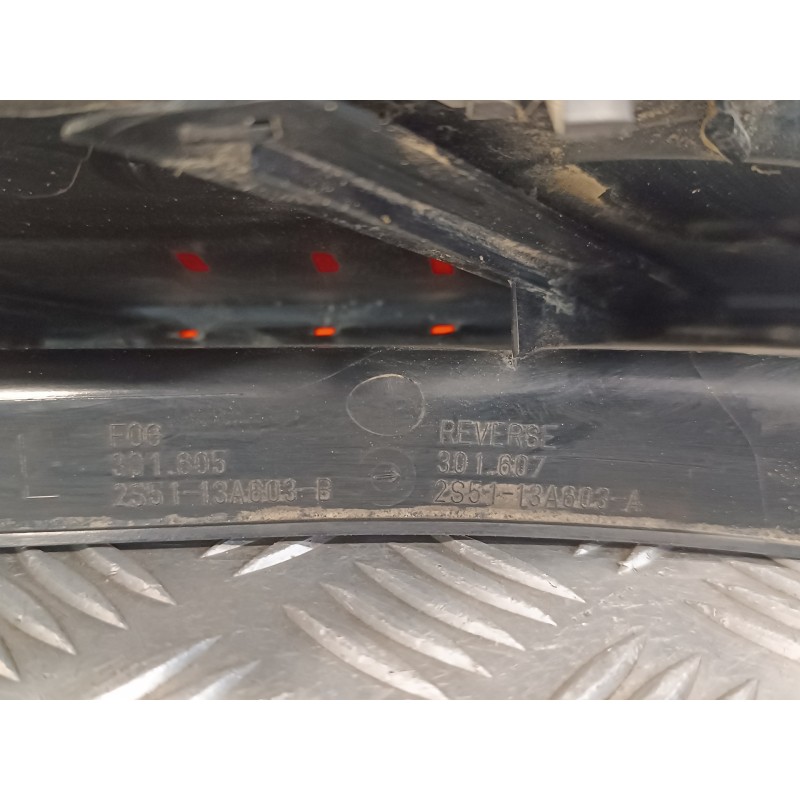 FOG
301.605
2S51-13A603-B
REVERSE
301.607
2S51-13A603-A
L